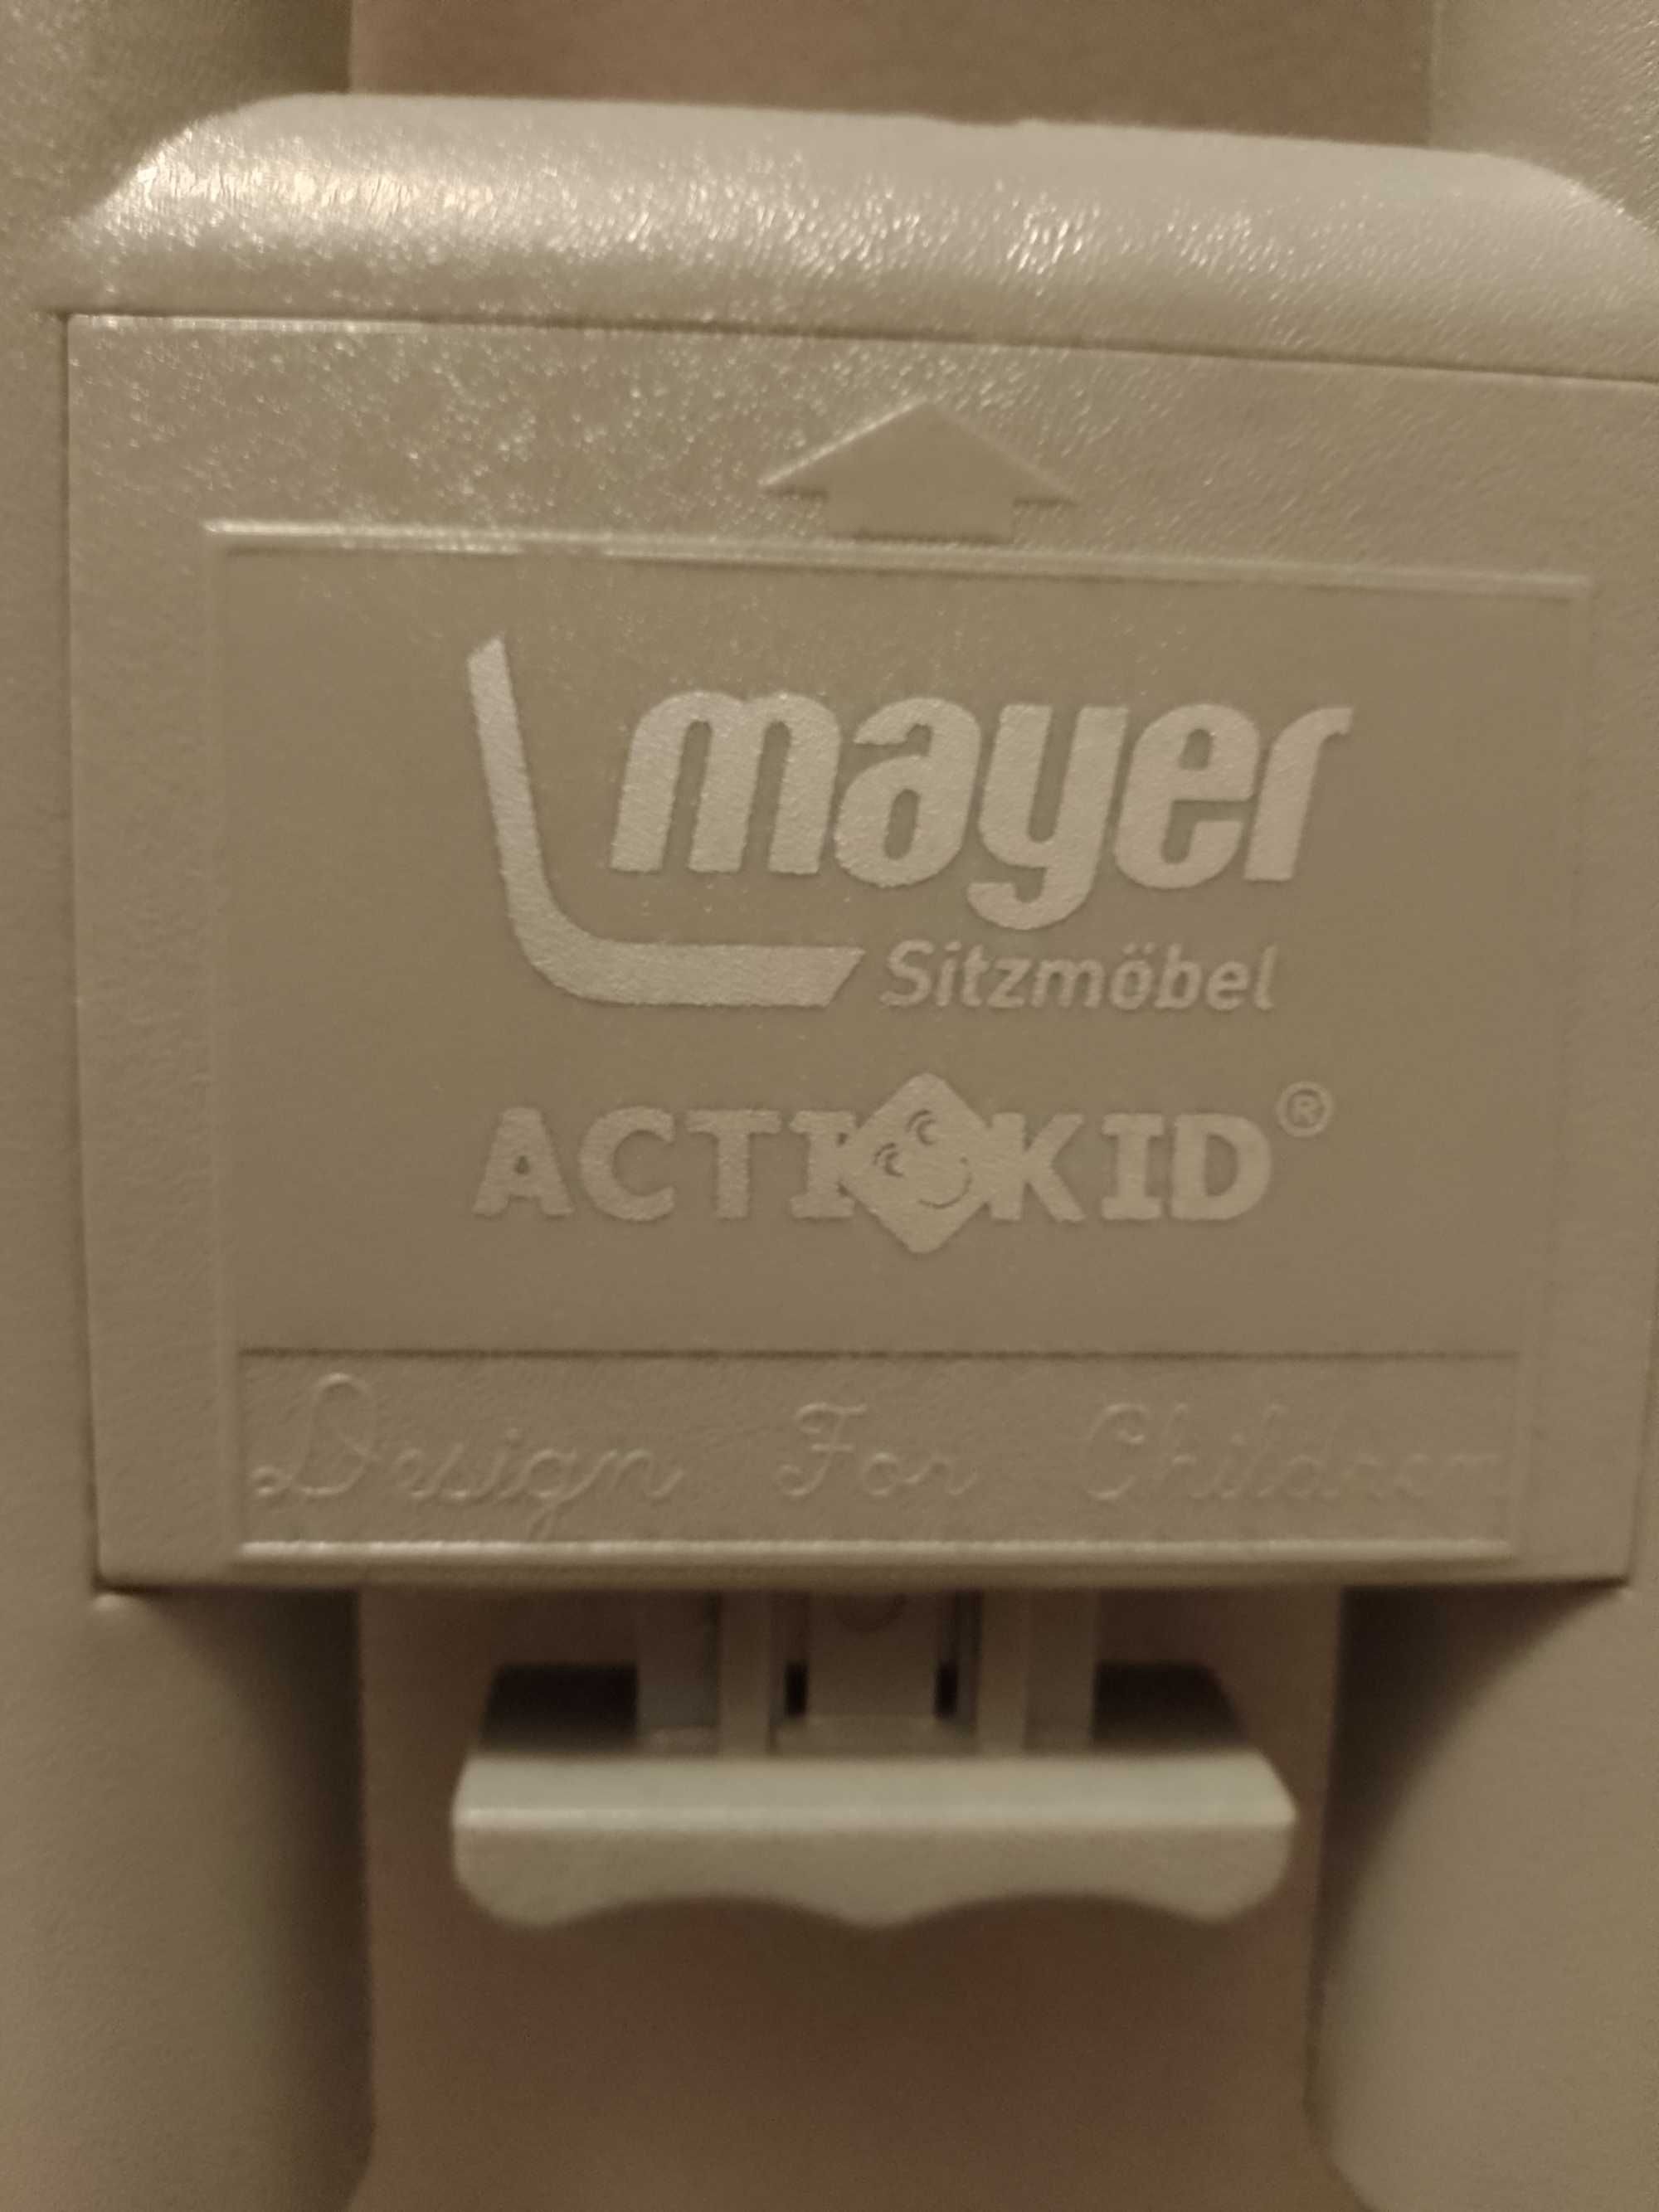 mayer
Sitzmöbel
ACTIKID®
Design For Children